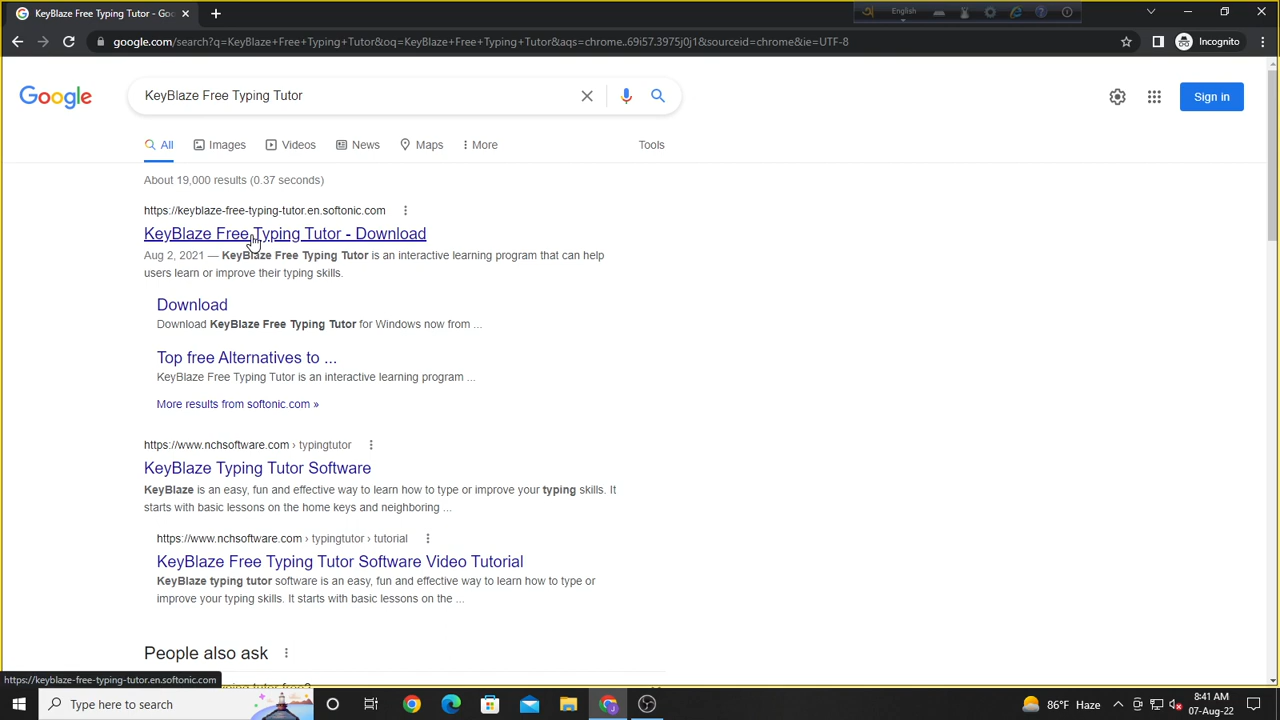 KeyBlaze Free Typing Tutor - Goo
English
google.com/search?q=KeyBlaze+Free+Typing+Tutor&oq=KeyBlaze+Free+Typing+Tutor&aqs=chrome..69i57.3975j0j1&sourceid=chrome&ie=UTF-8
Incognito
Google
KeyBlaze Free Typing Tutor
Sign in
All Images Videos News Maps More Tools
About 19,000 results (0.37 seconds)
https://keyblaze-free-typing-tutor.en.softonic.com
KeyBlaze Free Typing Tutor - Download
Aug 2, 2021 — KeyBlaze Free Typing Tutor is an interactive learning program that can help
users learn or improve their typing skills.
Download
Download KeyBlaze Free Typing Tutor for Windows now from ...
Top free Alternatives to ...
KeyBlaze Free Typing Tutor is an interactive learning program ...
More results from softonic.com »
https://www.nchsoftware.com › typingtutor
KeyBlaze Typing Tutor Software
KeyBlaze is an easy, fun and effective way to learn how to type or improve your typing skills. It
starts with basic lessons on the home keys and neighboring ...
https://www.nchsoftware.com › typingtutor › tutorial
KeyBlaze Free Typing Tutor Software Video Tutorial
KeyBlaze typing tutor software is an easy, fun and effective way to learn how to type or
improve your typing skills. It starts with basic lessons on the ...
People also ask
https://keyblaze-free-typing-tutor.en.softonic.com
typing tutor free?
Type here to search
86°F Haze
8:41 AM
07-Aug-22